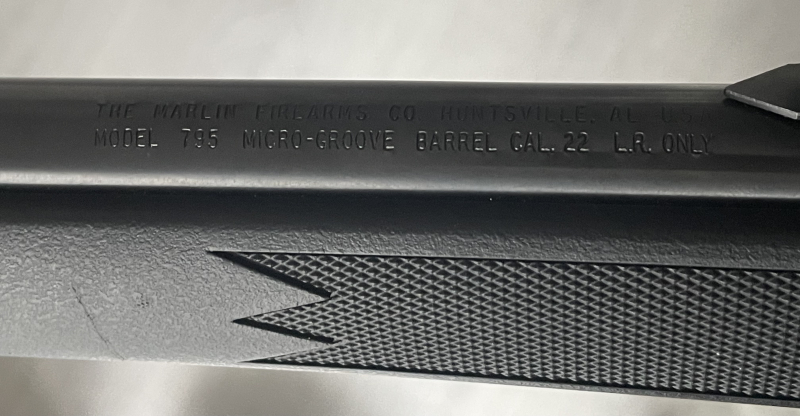 THE MARLIN FIREARMS CO. HUNTSVILLE, AL U.S.
MODEL 795 MICRO-GROOVE BARREL CAL. 22 L.R. ONLY